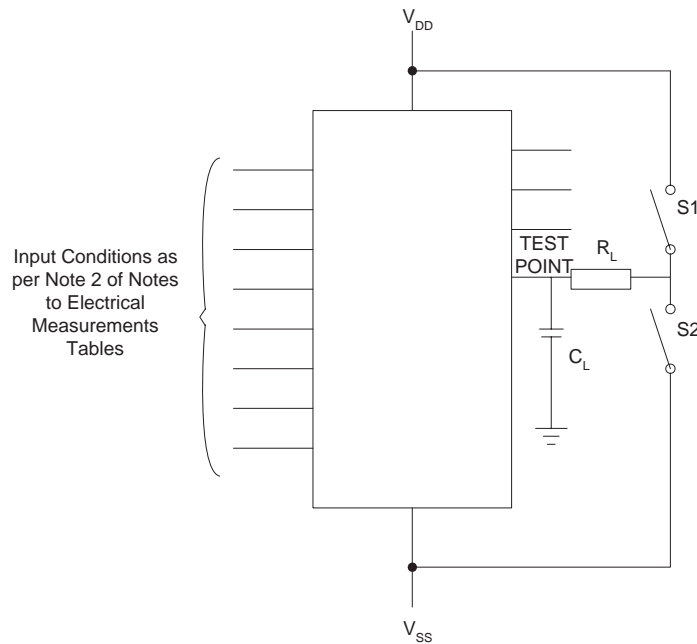 V_DD
S1
TEST
POINT
R_L
Input Conditions as
per Note 2 of Notes
to Electrical
Measurements
Tables
S2
C_L
V_SS